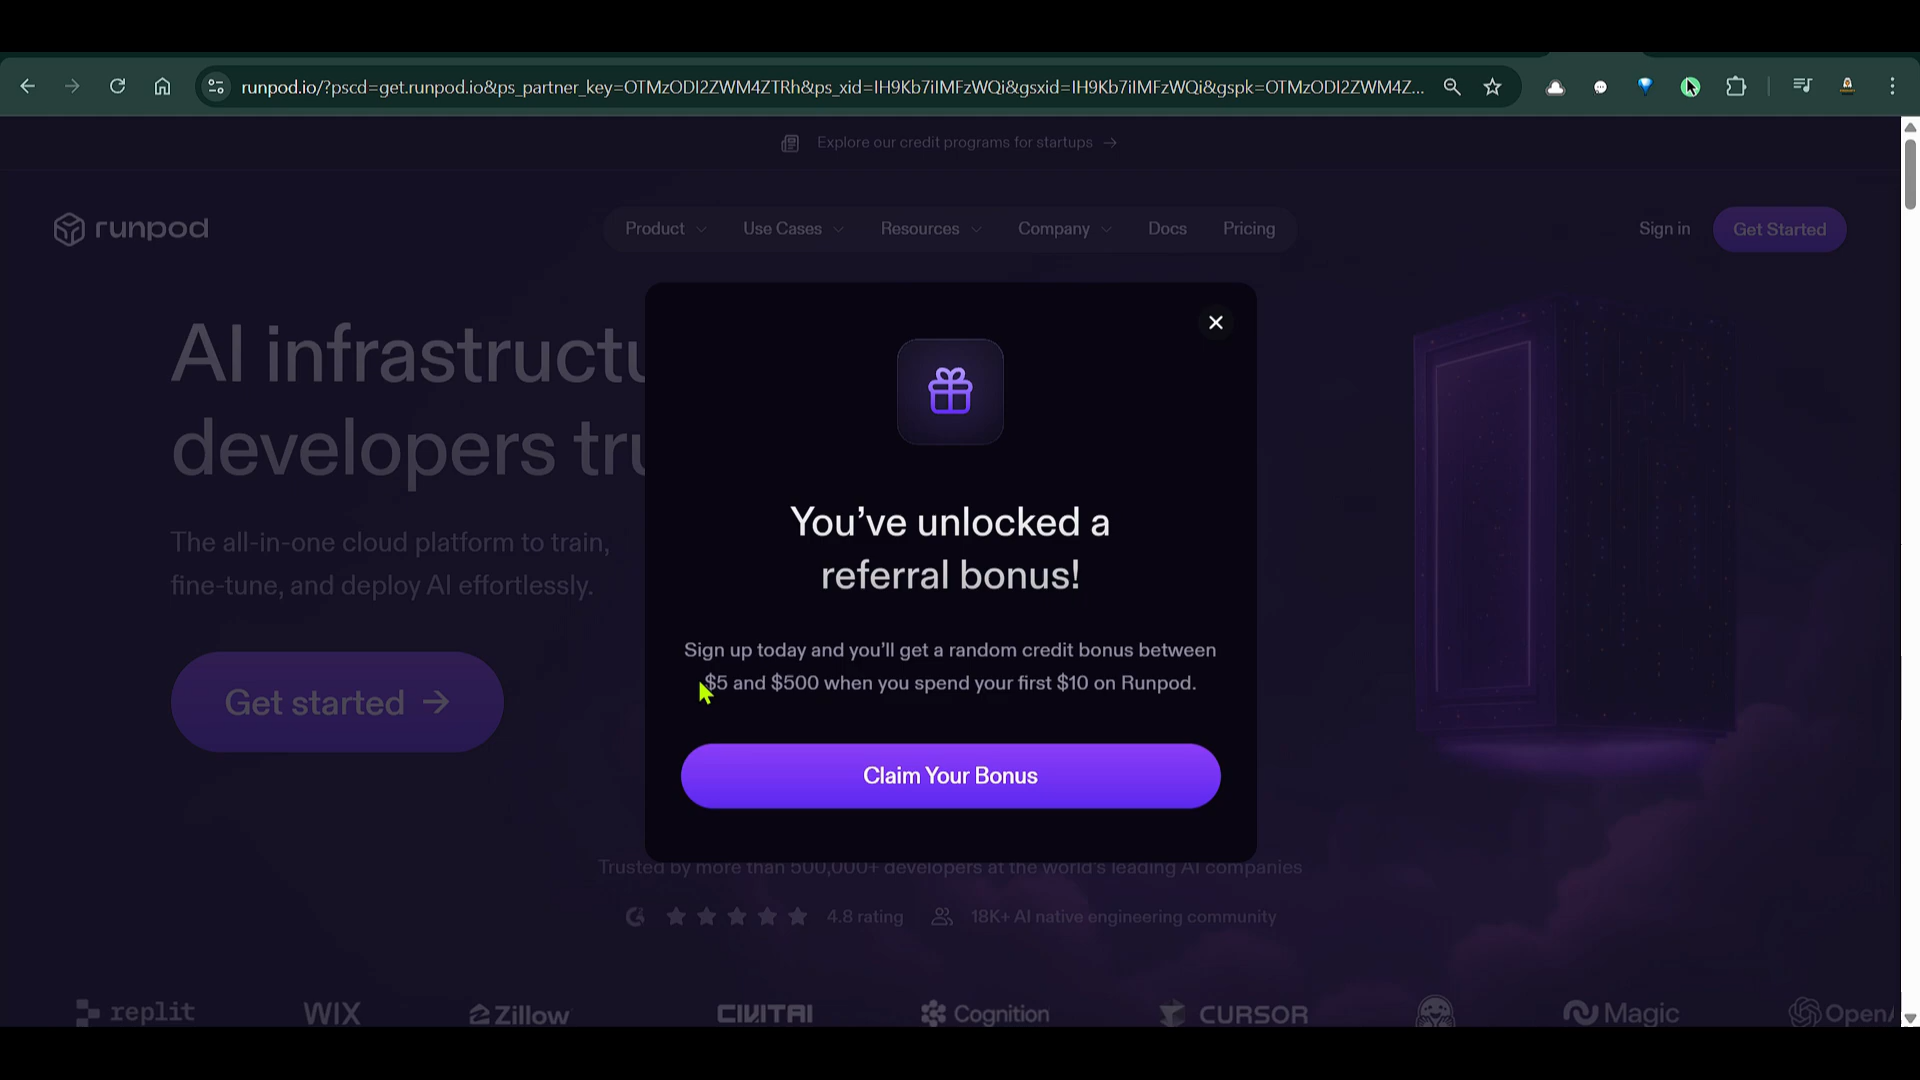 runpod.io/?pscd=get.runpod.io&ps_partner_key=OTMzODI2ZWM4ZTRh&ps_xid=IH9Kb7iIMFzWQi&gsxid=IH9Kb7iIMFzWQi&gspk=OTMzODI2ZWM4Z...
Explore our credit programs for startups →
runpod
Product
Use Cases
Resources
Company
Docs
Pricing
Sign in
Get Started
AI infrastructu
developers tru
The all-in-one cloud platform to train,
fine-tune, and deploy AI effortlessly.
Get started →
You've unlocked a
referral bonus!
Sign up today and you'll get a random credit bonus between
$5 and $500 when you spend your first $10 on Runpod.
Claim Your Bonus
Trusted by more than 500,000+ developers at the world's leading AI companies
4.8 rating
18K+ AI native engineering community
replit
WIX
Zillow
CIVITAI
Cognition
CURSOR
Magic
OpenA